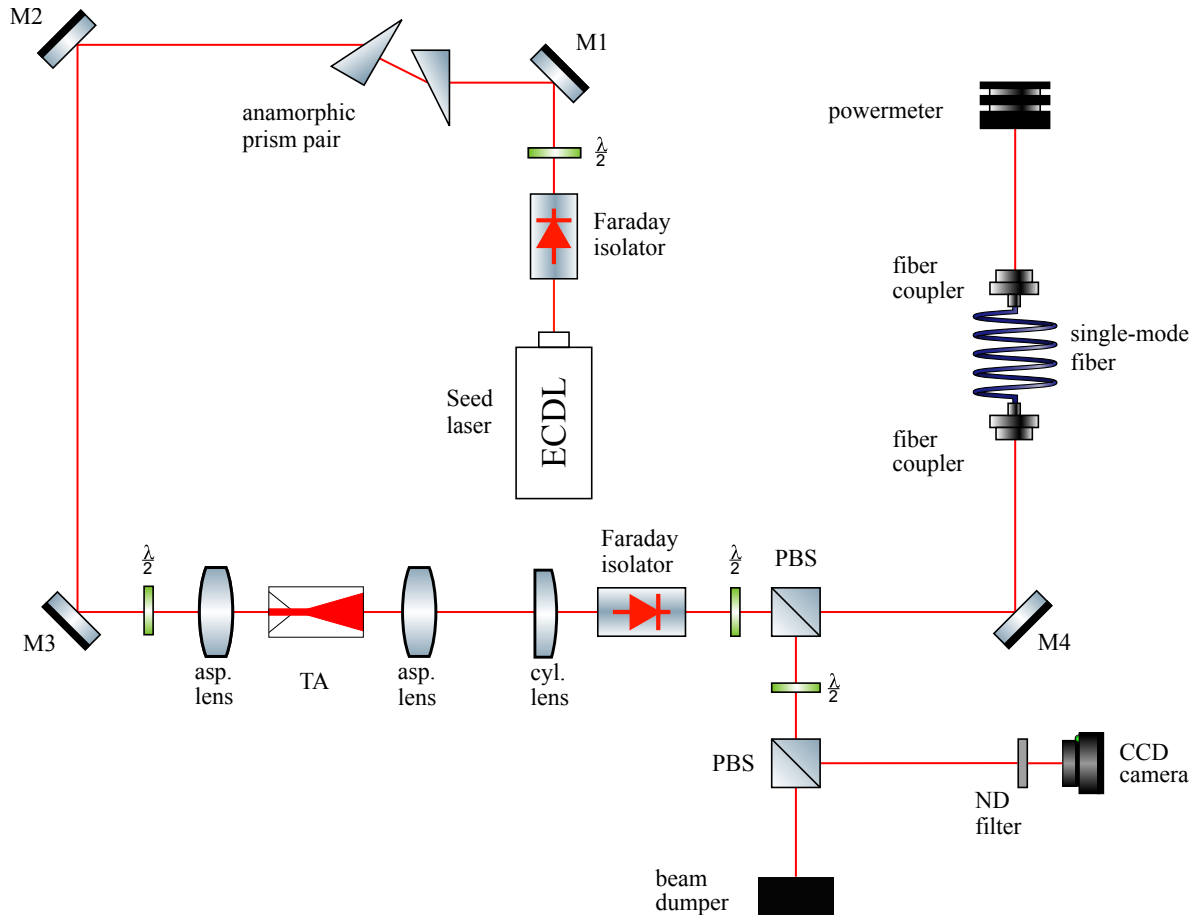 M2
M1
anamorphic
prism pair
λ
2
powermeter
Faraday
isolator
fiber
coupler
single-mode
fiber
Seed
laser
ECDL
fiber
coupler
λ
2
Faraday
isolator
λ
2
PBS
M3
asp.
lens
TA
asp.
lens
cyl.
lens
M4
λ
2
PBS
CCD
camera
ND
filter
beam
dumper